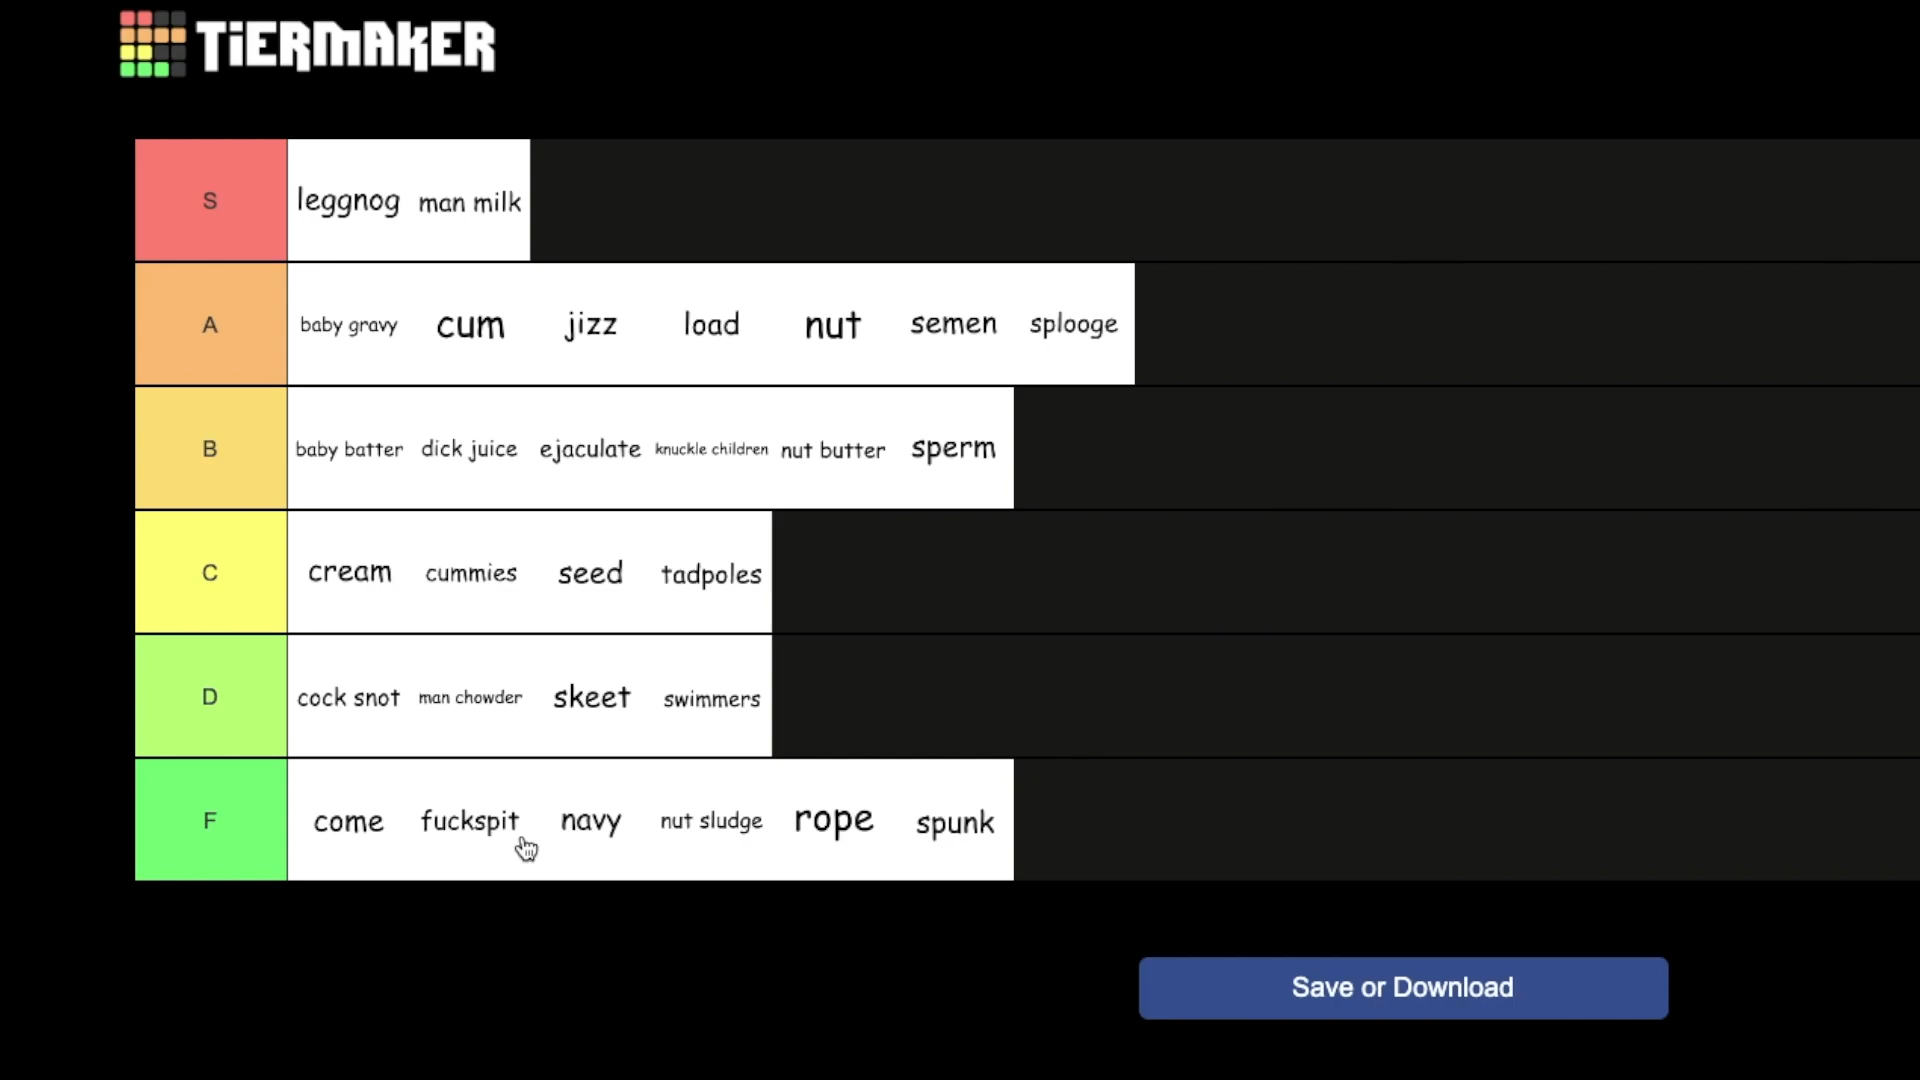 TiERMAKER
S leggnog man milk
A baby gravy cum jizz load nut semen splooge
B baby batter dick juice ejaculate knuckle children nut butter sperm
C cream cummies seed tadpoles
D cock snot man chowder skeet swimmers
F come fuckspit navy nut sludge rope spunk
Save or Download